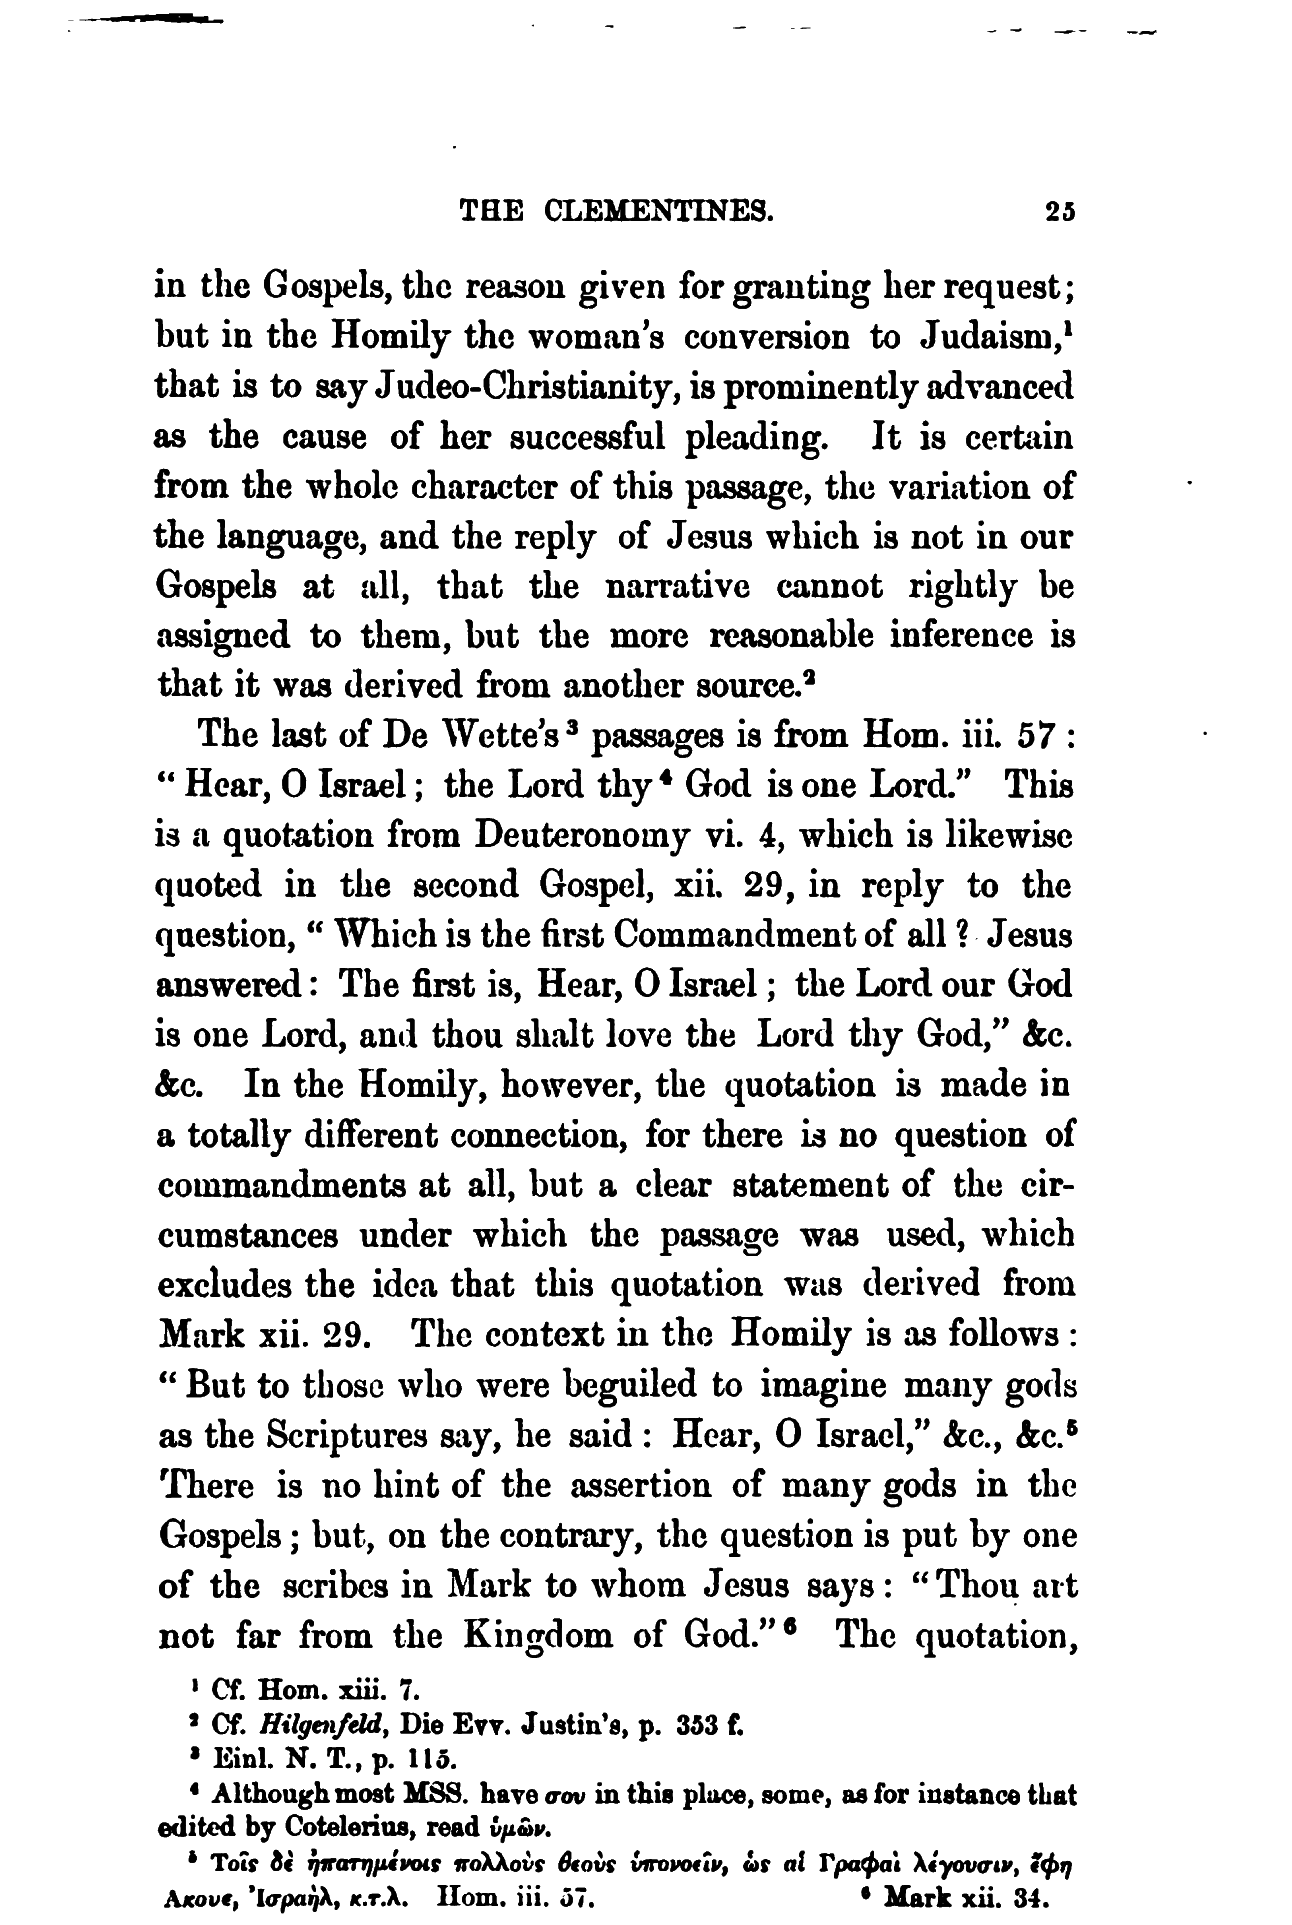 THE CLEMENTINES. 25
in the Gospels, the reason given for granting her request;
but in the Homily the woman's conversion to Judaism,¹
that is to say Judeo-Christianity, is prominently advanced
as the cause of her successful pleading. It is certain
from the whole character of this passage, the variation of
the language, and the reply of Jesus which is not in our
Gospels at all, that the narrative cannot rightly be
assigned to them, but the more reasonable inference is
that it was derived from another source.²
The last of De Wette's³ passages is from Hom. iii. 57 :
“ Hear, O Israel ; the Lord thy⁴ God is one Lord.” This
is a quotation from Deuteronomy vi. 4, which is likewise
quoted in the second Gospel, xii. 29, in reply to the
question, “ Which is the first Commandment of all ? Jesus
answered : The first is, Hear, O Israel ; the Lord our God
is one Lord, and thou shalt love the Lord thy God,” &c.
&c. In the Homily, however, the quotation is made in
a totally different connection, for there is no question of
commandments at all, but a clear statement of the cir-
cumstances under which the passage was used, which
excludes the idea that this quotation was derived from
Mark xii. 29. The context in the Homily is as follows :
“ But to those who were beguiled to imagine many gods
as the Scriptures say, he said : Hear, O Israel,” &c., &c.⁵
There is no hint of the assertion of many gods in the
Gospels ; but, on the contrary, the question is put by one
of the scribes in Mark to whom Jesus says : “Thou art
not far from the Kingdom of God.”⁶ The quotation,
¹ Cf. Hom. xiii. 7.
² Cf. Hilgenfeld, Die Evv. Justin's, p. 353 f.
³ Einl. N. T., p. 115.
⁴ Although most MSS. have σου in this place, some, as for instance that
edited by Cotelerius, read ὑμῶν.
⁵ Τοῖς δὲ ἠπατημένοις πολλοὺς θεοὺς ὑπονοεῖν, ὡς αἱ Γραφαὶ λέγουσιν, ἔφη
Ακουε, Ἰσραὴλ, κ.τ.λ. Hom. iii. 57. ⁶ Mark xii. 34.